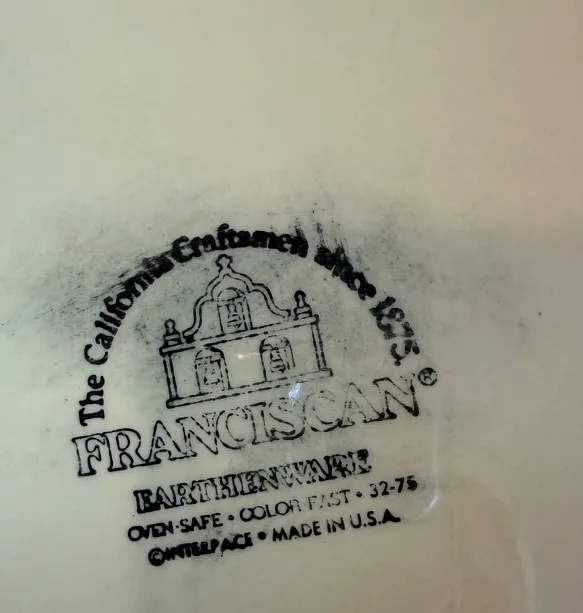 The California Craftsmen since 1875.
FRANCISCAN®
EARTHENWARE
OVEN-SAFE • COLOR FAST • 32-75
©INTERPACE • MADE IN U.S.A.